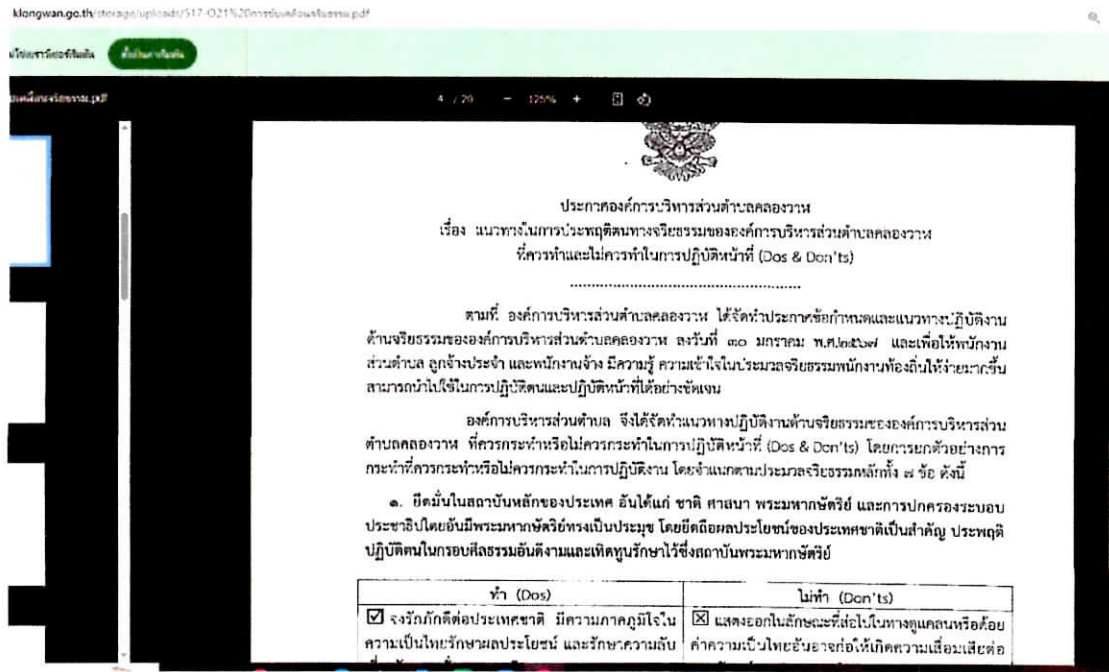 klongwan.go.th/storage/uploads/517-O21%20การขับเคลื่อนจริยธรรม.pdf
4 / 20 − 125% +
ประกาศองค์การบริหารส่วนตำบลคลองวาฬ
เรื่อง แนวทางในการประพฤติตนทางจริยธรรมขององค์การบริหารส่วนตำบลคลองวาฬ
ที่ควรทำและไม่ควรทำในการปฏิบัติหน้าที่ (Dos & Don'ts)
ตามที่ องค์การบริหารส่วนตำบลคลองวาฬ ได้จัดทำประกาศข้อกำหนดและแนวทางปฏิบัติงาน
ด้านจริยธรรมขององค์การบริหารส่วนตำบลคลองวาฬ ลงวันที่ ๓๐ มกราคม พ.ศ.๒๕๖๗ และเพื่อให้พนักงาน
ส่วนตำบล ลูกจ้างประจำ และพนักงานจ้าง มีความรู้ ความเข้าใจในประมวลจริยธรรมพนักงานท้องถิ่นให้ง่ายมากขึ้น
สามารถนำไปใช้ในการปฏิบัติตนและปฏิบัติหน้าที่ได้อย่างชัดเจน
องค์การบริหารส่วนตำบล จึงได้จัดทำแนวทางปฏิบัติงานด้านจริยธรรมขององค์การบริหารส่วน
ตำบลคลองวาฬ ที่ควรกระทำหรือไม่ควรกระทำในการปฏิบัติหน้าที่ (Dos & Don'ts) โดยการยกตัวอย่างการ
กระทำที่ควรกระทำหรือไม่ควรกระทำในการปฏิบัติงาน โดยจำแนกตามประมวลจริยธรรมหลักทั้ง ๗ ข้อ ดังนี้
๑. ยึดมั่นในสถาบันหลักของประเทศ อันได้แก่ ชาติ ศาสนา พระมหากษัตริย์ และการปกครองระบอบ
ประชาธิปไตยอันมีพระมหากษัตริย์ทรงเป็นประมุข โดยยึดถือผลประโยชน์ของประเทศชาติเป็นสำคัญ ประพฤติ
ปฏิบัติตนในกรอบศีลธรรมอันดีงามและเทิดทูนรักษาไว้ซึ่งสถาบันพระมหากษัตริย์
ทำ (Dos)
ไม่ทำ (Don'ts)
☑ จงรักภักดีต่อประเทศชาติ มีความภาคภูมิใจใน
ความเป็นไทยรักษาผลประโยชน์ และรักษาความลับ
☒ แสดงออกในลักษณะที่ส่อไปในทางดูแคลนหรือด้อย
ค่าความเป็นไทยอันอาจก่อให้เกิดความเสื่อมเสียต่อ